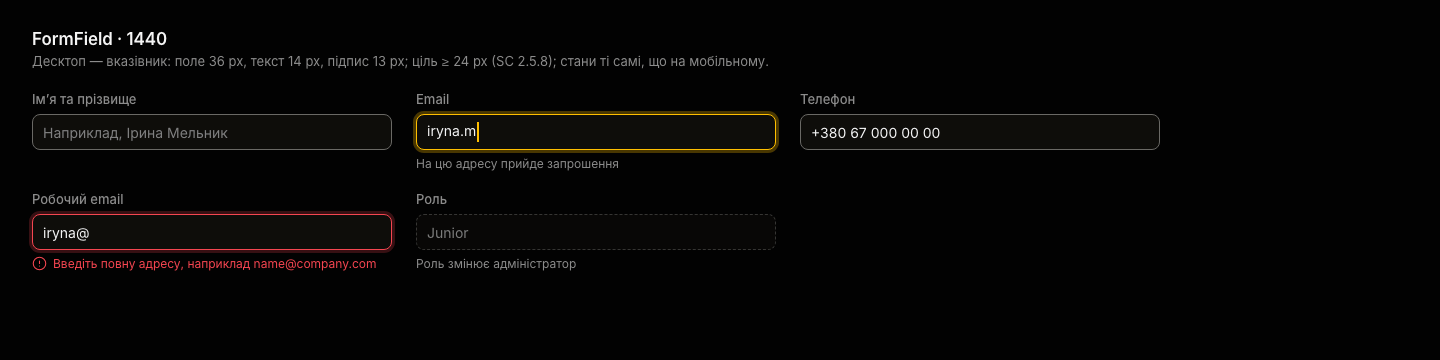 FormField · 1440
Десктоп — вказівник: поле 36 px, текст 14 px, підпис 13 px; ціль ≥ 24 px (SC 2.5.8); стани ті самі, що на мобільному.
Ім’я та прізвище
Наприклад, Ірина Мельник
Email
iryna.m
На цю адресу прийде запрошення
Телефон
+380 67 000 00 00
Робочий email
iryna@
Введіть повну адресу, наприклад name@company.com
Роль
Junior
Роль змінює адміністратор